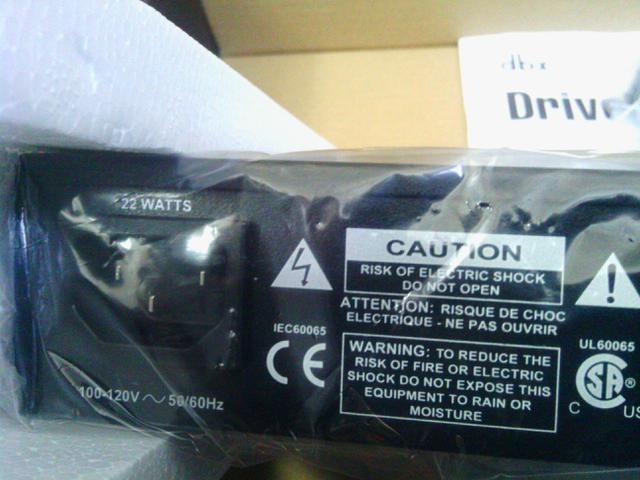 dbx
Drive
22 WATTS
CAUTION
RISK OF ELECTRIC SHOCK
DO NOT OPEN
ATTENTION: RISQUE DE CHOC
ELECTRIQUE - NE PAS OUVRIR
IEC60065
CE
WARNING: TO REDUCE THE
RISK OF FIRE OR ELECTRIC
SHOCK DO NOT EXPOSE THIS
EQUIPMENT TO RAIN OR
MOISTURE
UL60065
SA ®
C US
100-120V ~ 50/60Hz